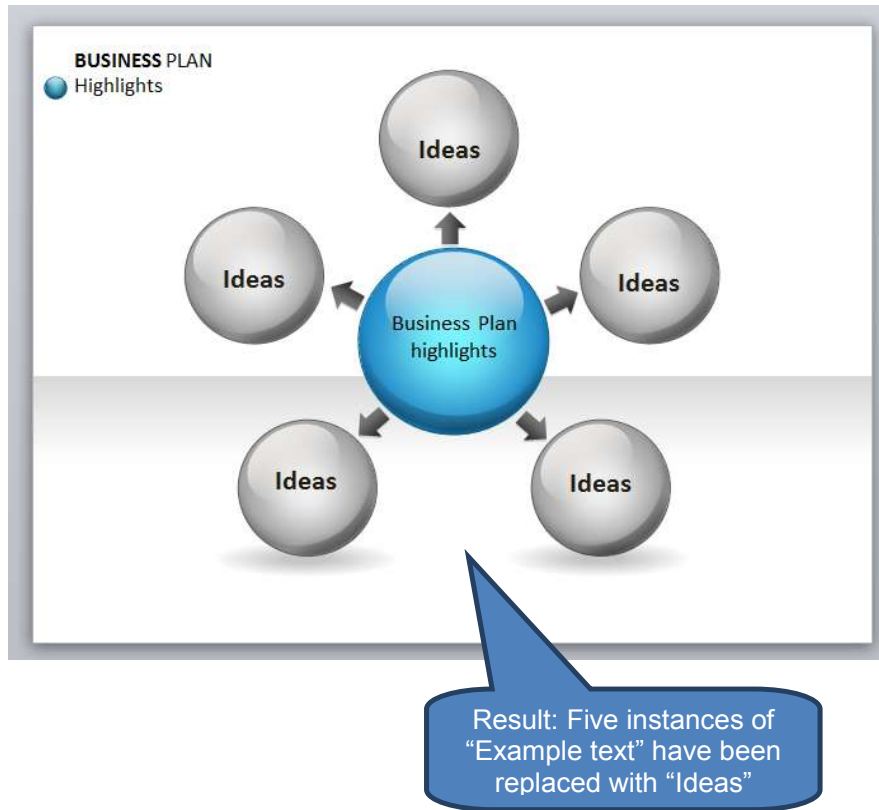 BUSINESS PLAN
Highlights
Ideas
Ideas
Ideas
Business Plan
highlights
Ideas
Ideas
Result: Five instances of
“Example text” have been
replaced with “Ideas”